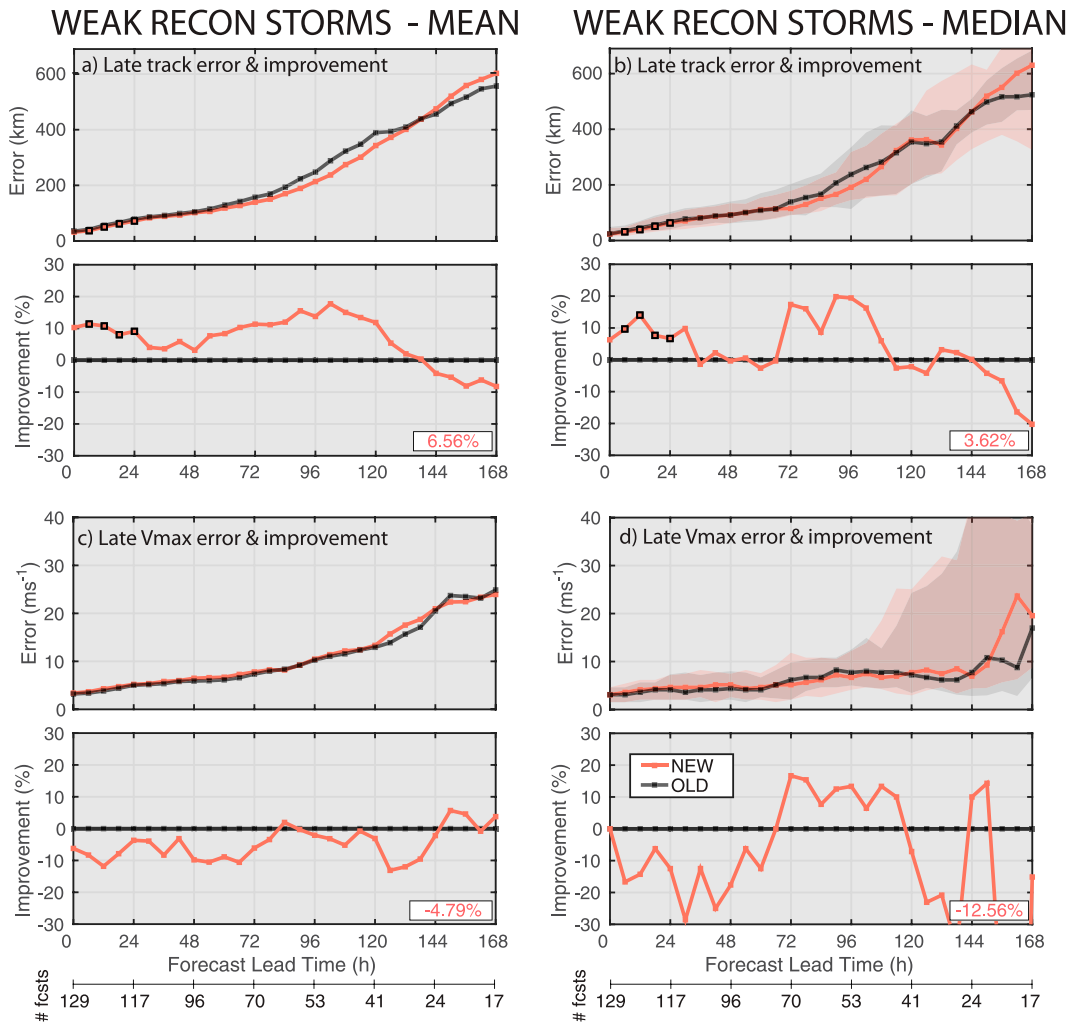 WEAK RECON STORMS - MEAN
WEAK RECON STORMS - MEDIAN
a) Late track error & improvement
Error (km)
600
400
200
0
Improvement (%)
30
20
10
0
-10
-20
-30
6.56%
0 24 48 72 96 120 144 168
b) Late track error & improvement
Error (km)
600
400
200
0
Improvement (%)
30
20
10
0
-10
-20
-30
3.62%
0 24 48 72 96 120 144 168
c) Late Vmax error & improvement
Error (ms-1)
40
30
20
10
0
Improvement (%)
30
20
10
0
-10
-20
-30
-4.79%
0 24 48 72 96 120 144 168
Forecast Lead Time (h)
# fcsts
129 117 96 70 53 41 24 17
d) Late Vmax error & improvement
Error (ms-1)
40
30
20
10
0
Improvement (%)
30
20
10
0
-10
-20
-30
NEW
OLD
-12.56%
0 24 48 72 96 120 144 168
Forecast Lead Time (h)
# fcsts
129 117 96 70 53 41 24 17